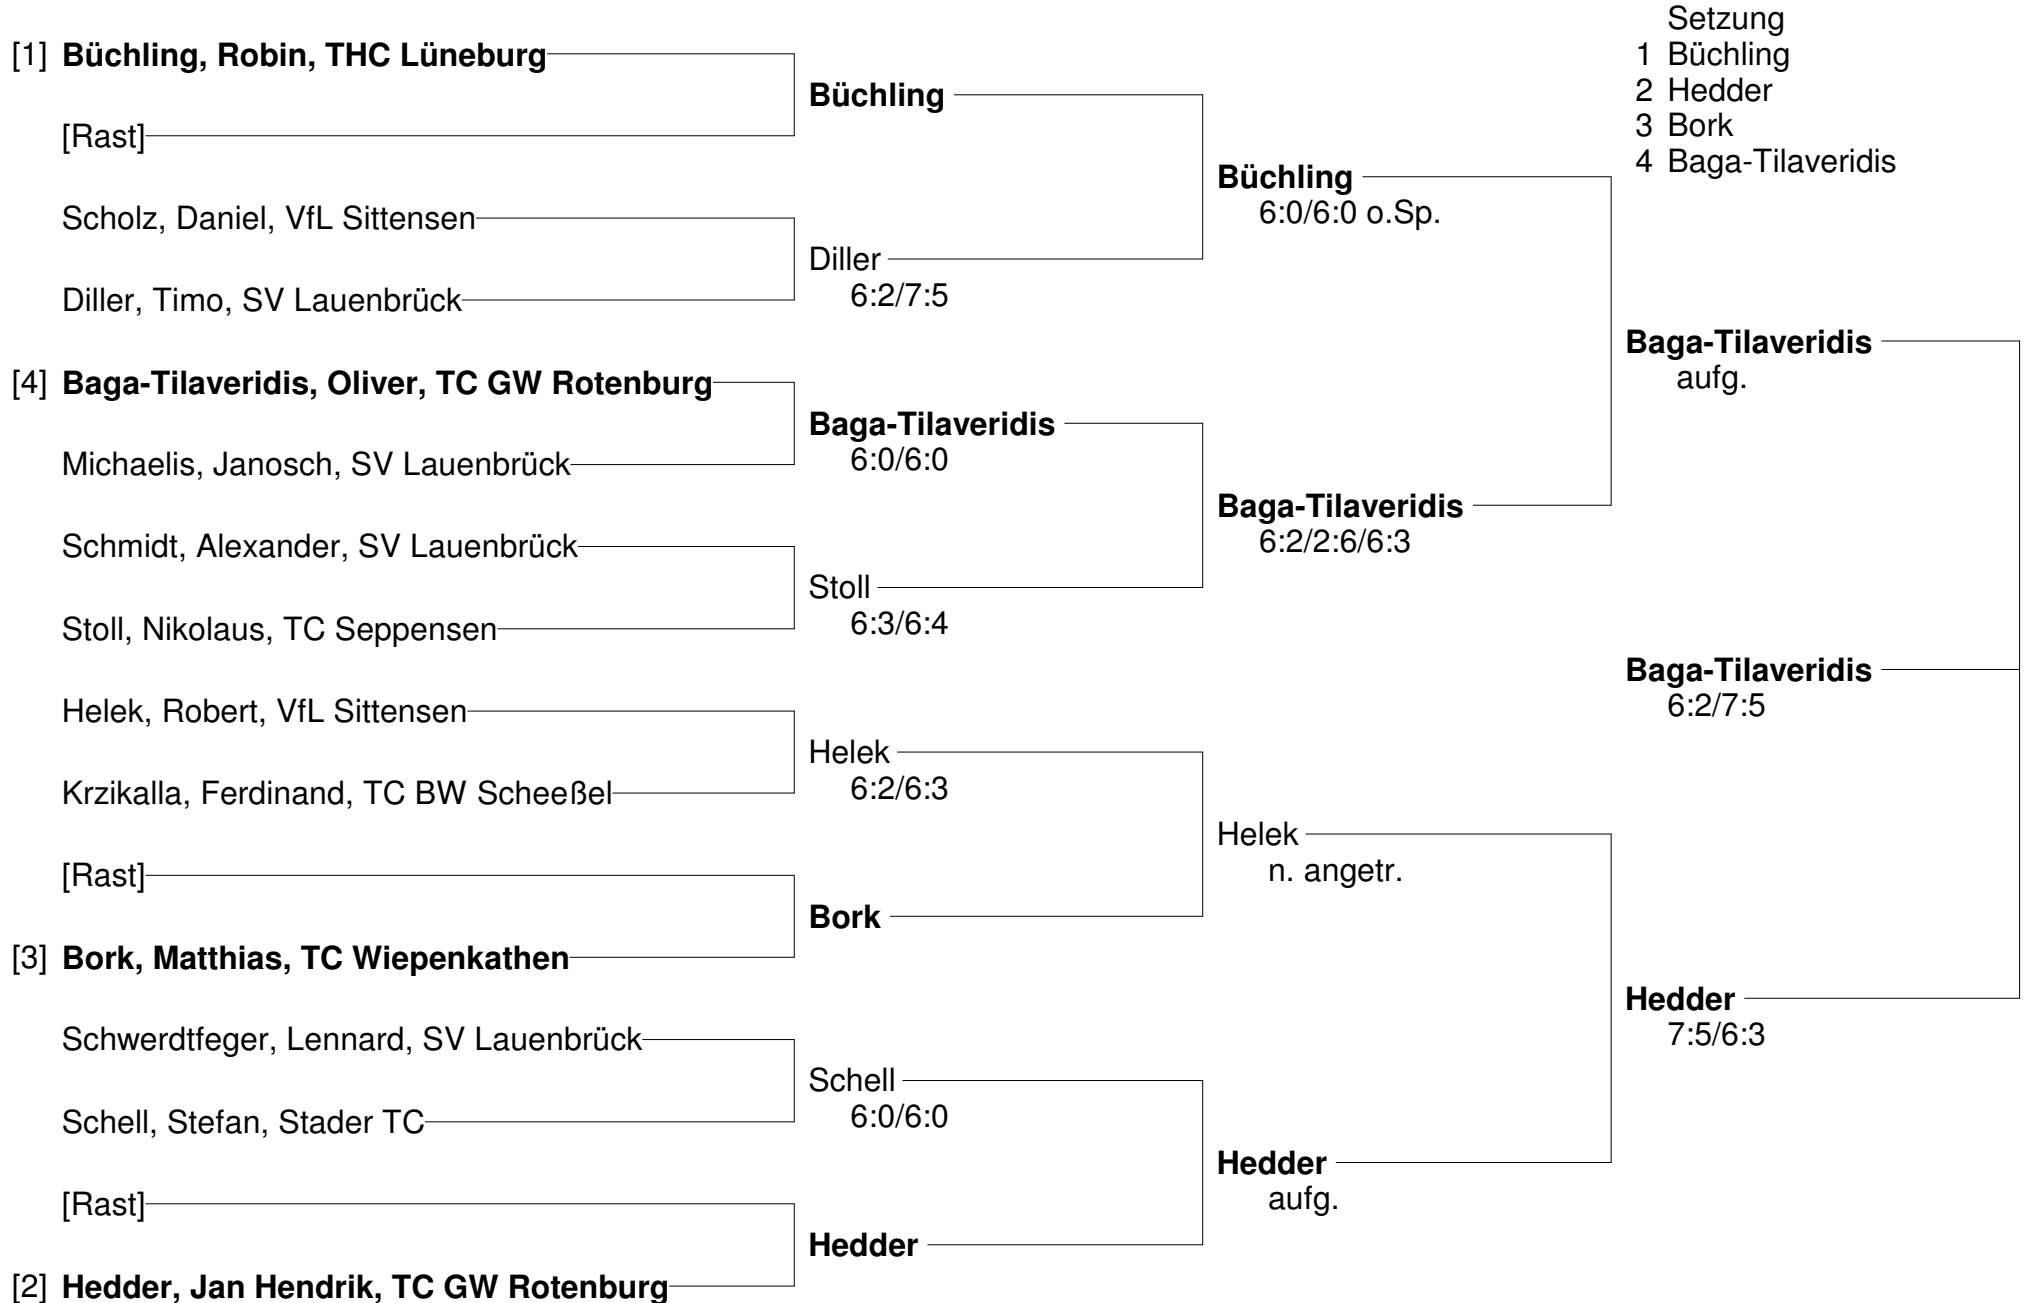 Setzung
1 Büchling
2 Hedder
3 Bork
4 Baga-Tilaveridis
[1] Büchling, Robin, THC Lüneburg
[Rast]
Scholz, Daniel, VfL Sittensen
Diller, Timo, SV Lauenbrück
[4] Baga-Tilaveridis, Oliver, TC GW Rotenburg
Michaelis, Janosch, SV Lauenbrück
Schmidt, Alexander, SV Lauenbrück
Stoll, Nikolaus, TC Seppensen
Helek, Robert, VfL Sittensen
Krzikalla, Ferdinand, TC BW Scheeßel
[Rast]
[3] Bork, Matthias, TC Wiepenkathen
Schwerdtfeger, Lennard, SV Lauenbrück
Schell, Stefan, Stader TC
[Rast]
[2] Hedder, Jan Hendrik, TC GW Rotenburg
Büchling
Diller
6:2/7:5
Baga-Tilaveridis
6:0/6:0
Stoll
6:3/6:4
Helek
6:2/6:3
Bork
Schell
6:0/6:0
Hedder
Büchling
6:0/6:0 o.Sp.
Baga-Tilaveridis
6:2/2:6/6:3
Helek
n. angetr.
Hedder
aufg.
Baga-Tilaveridis
aufg.
Baga-Tilaveridis
6:2/7:5
Hedder
7:5/6:3